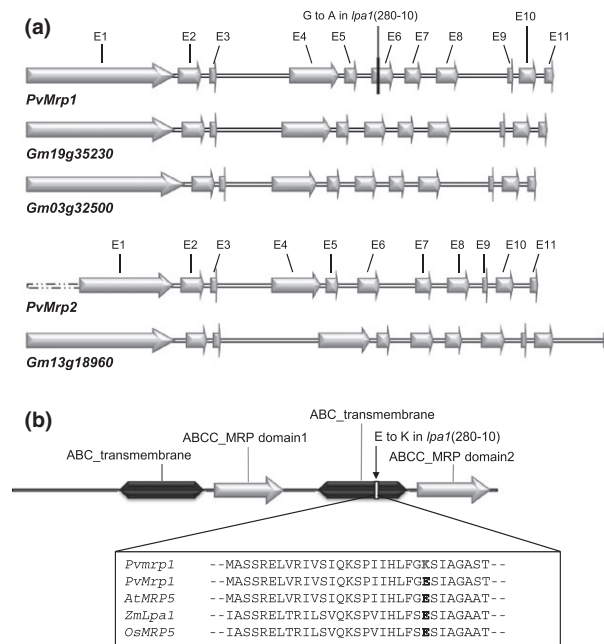 (a)
G to A in lpa1(280-10)
E1 E2 E3 E4 E5 E6 E7 E8 E9 E10 E11
PvMrp1
Gm19g35230
Gm03g32500
E1 E2 E3 E4 E5 E6 E7 E8 E9 E10 E11
PvMrp2
Gm13g18960
(b)
ABC_transmembrane
E to K in lpa1(280-10)
ABCC_MRP domain1
ABCC_MRP domain2
ABC_transmembrane
Pvmrp1 --MASSRELVRIVSIQKSPIIHLFGKSIAGAST--
PvMrp1 --MASSRELVRIVSIQKSPIIHLFGESIAGAST--
AtMRP5 --MASSRELVRIVSIQKSPIIHLFGESIAGAAT--
ZmLpa1 --IASSRELTRILSVQKSPVIHLFSESIAGAAT--
OsMRP5 --IASSRELTRILSVQKSPIIHLFSESIAGAAT--